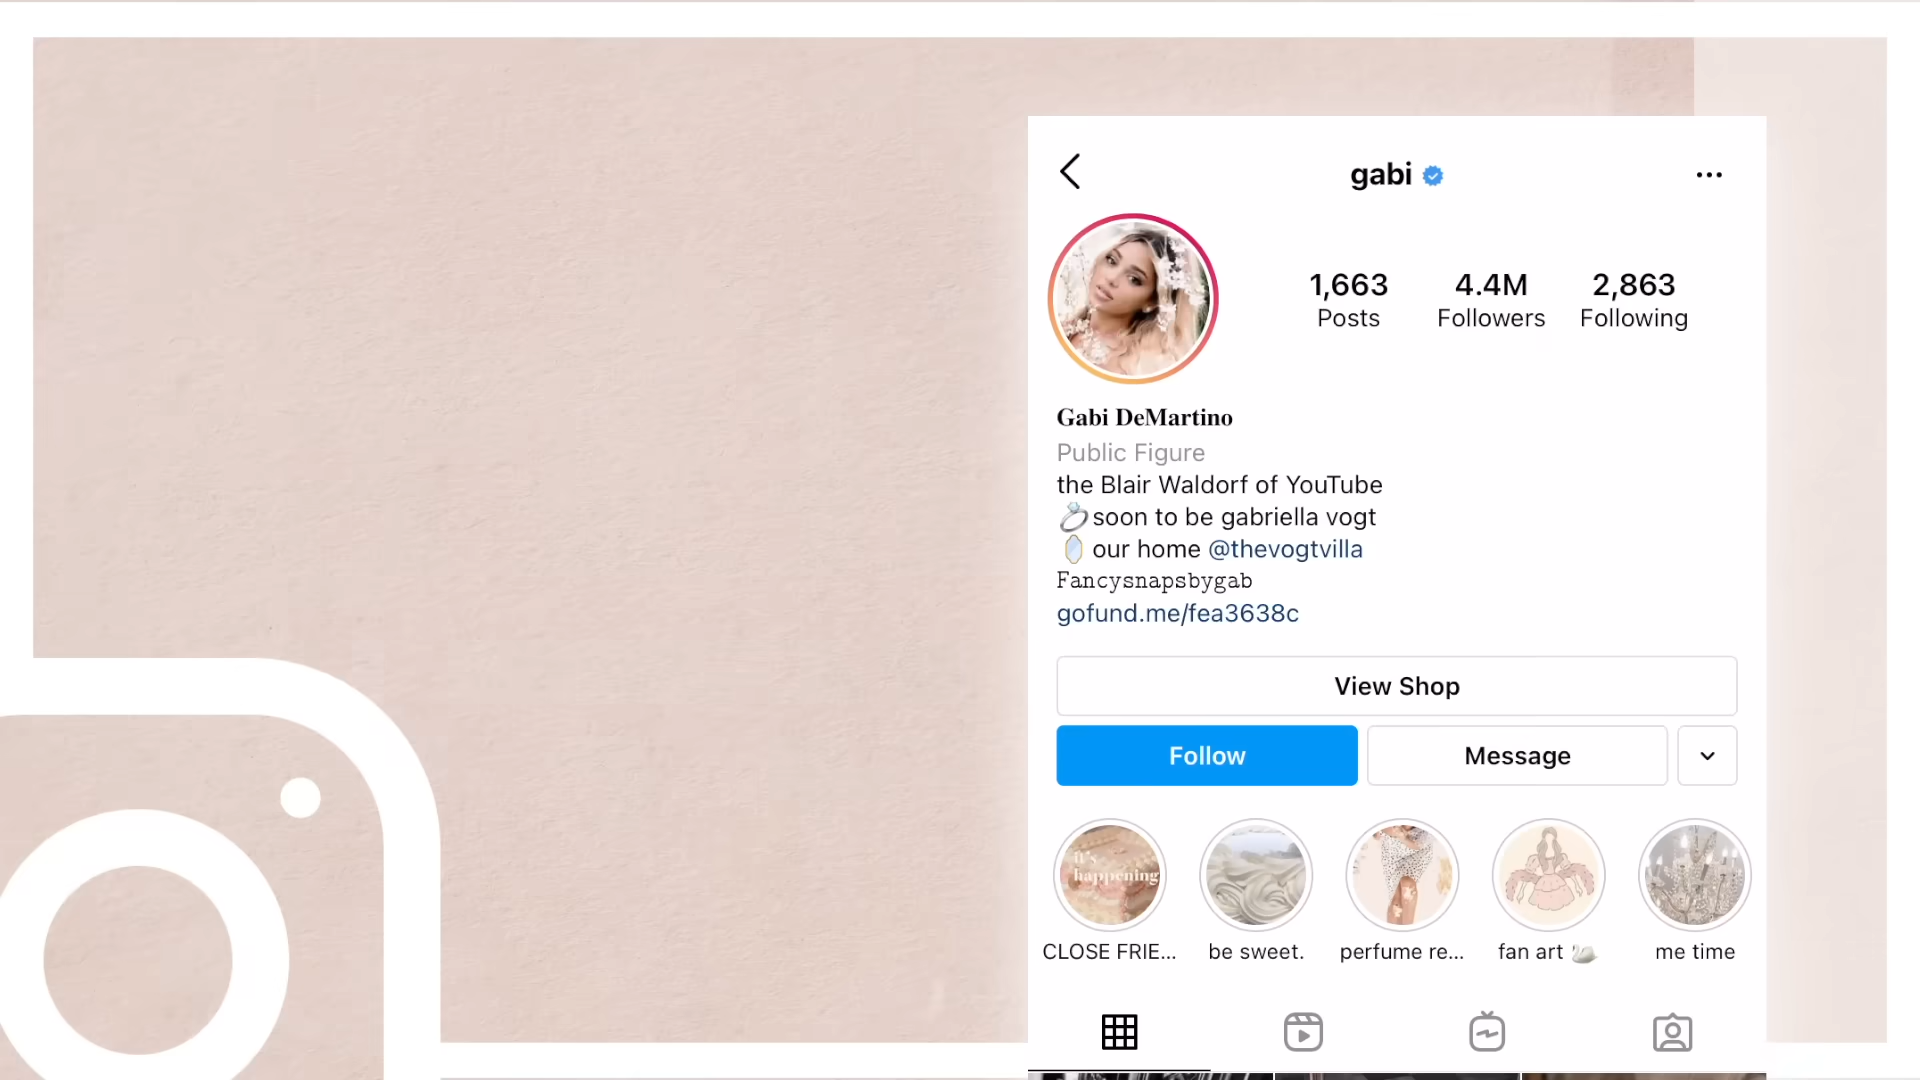 gabi
1,663 4.4M 2,863
Posts Followers Following
Gabi DeMartino
Public Figure
the Blair Waldorf of YouTube
💍soon to be gabriella vogt
🪞 our home @thevogtvilla
Fancysnapsbygab
gofund.me/fea3638c
View Shop
Follow Message
it's
happening
CLOSE FRIE... be sweet. perfume re... fan art 🦢 me time